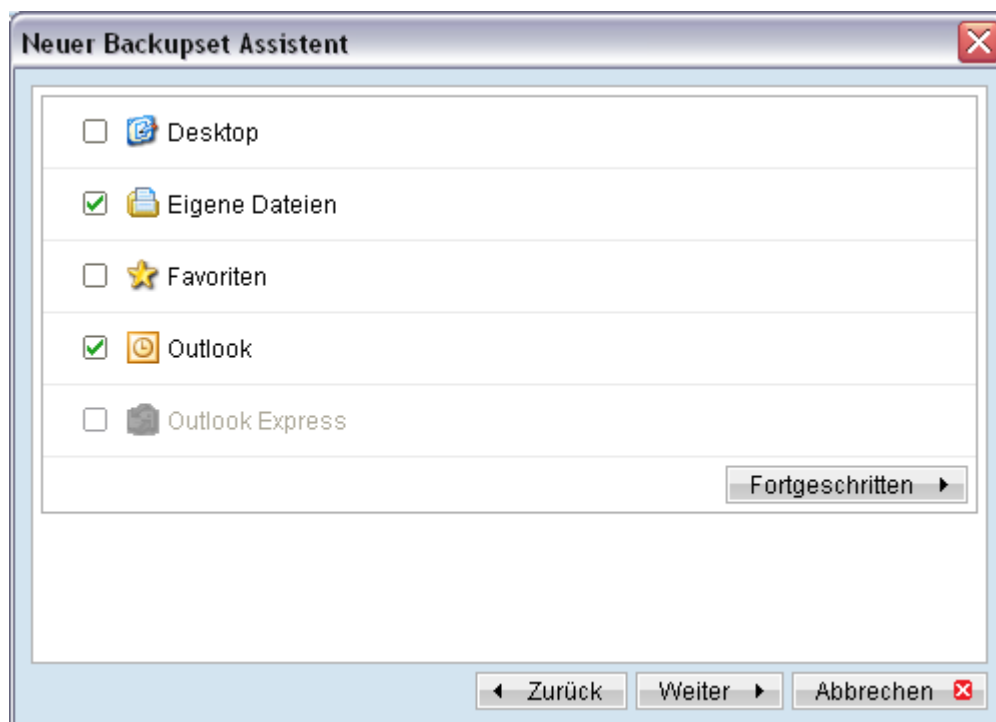 Neuer Backupset Assistent
Desktop
Eigene Dateien
Favoriten
Outlook
Outlook Express
Fortgeschritten
Zurück Weiter Abbrechen